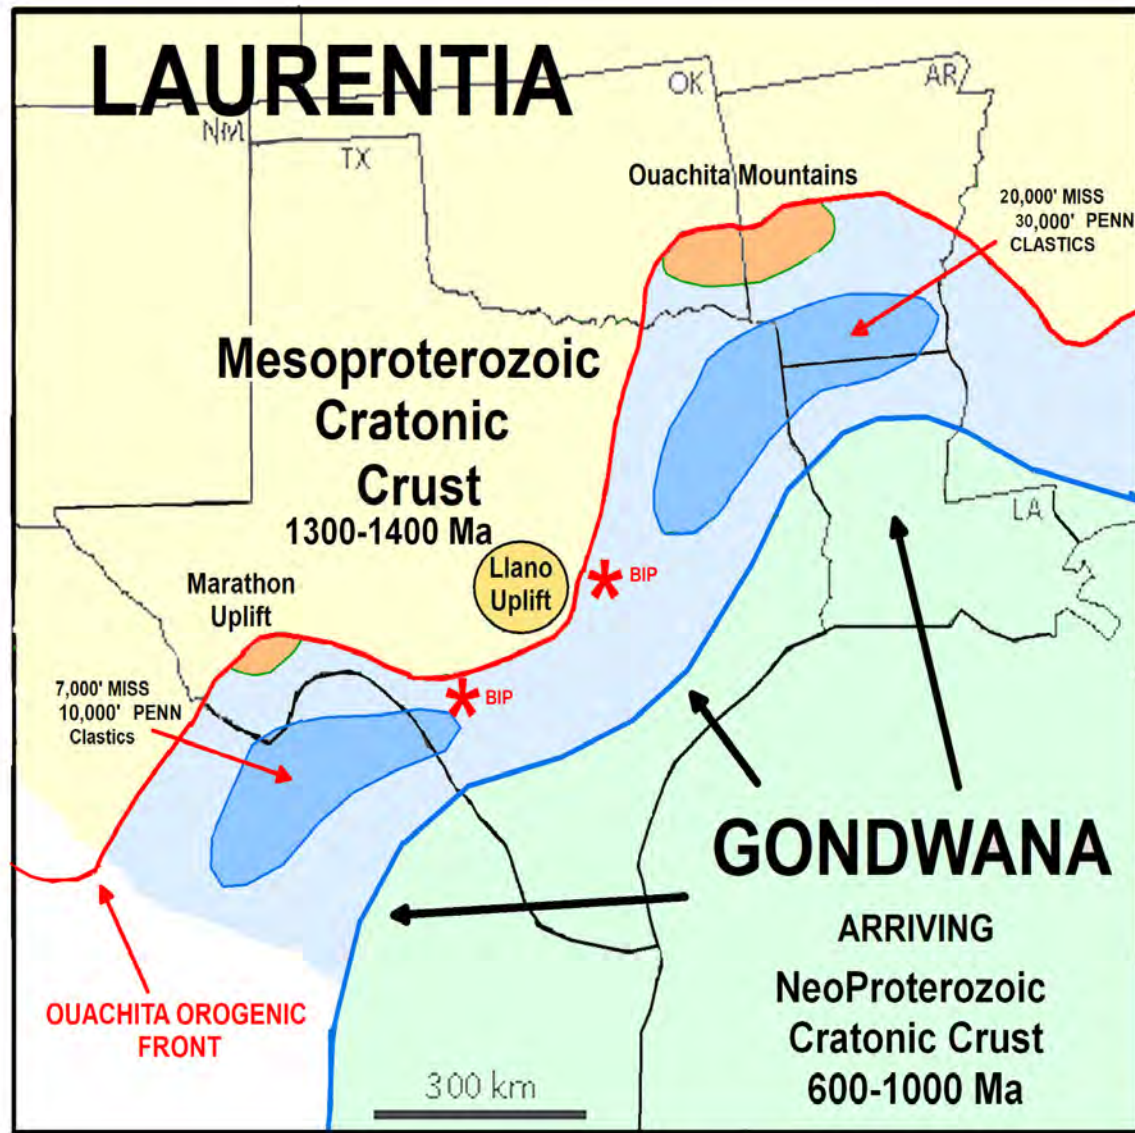 LAURENTIA
NM
TX
OK
AR
Ouachita Mountains
20,000' MISS
30,000' PENN
CLASTICS
Mesoproterozoic
Cratonic
Crust
1300-1400 Ma
Llano
Uplift
BIP
LA
Marathon
Uplift
7,000' MISS
10,000' PENN
Clastics
BIP
GONDWANA
ARRIVING
NeoProterozoic
Cratonic Crust
600-1000 Ma
OUACHITA OROGENIC
FRONT
300 km